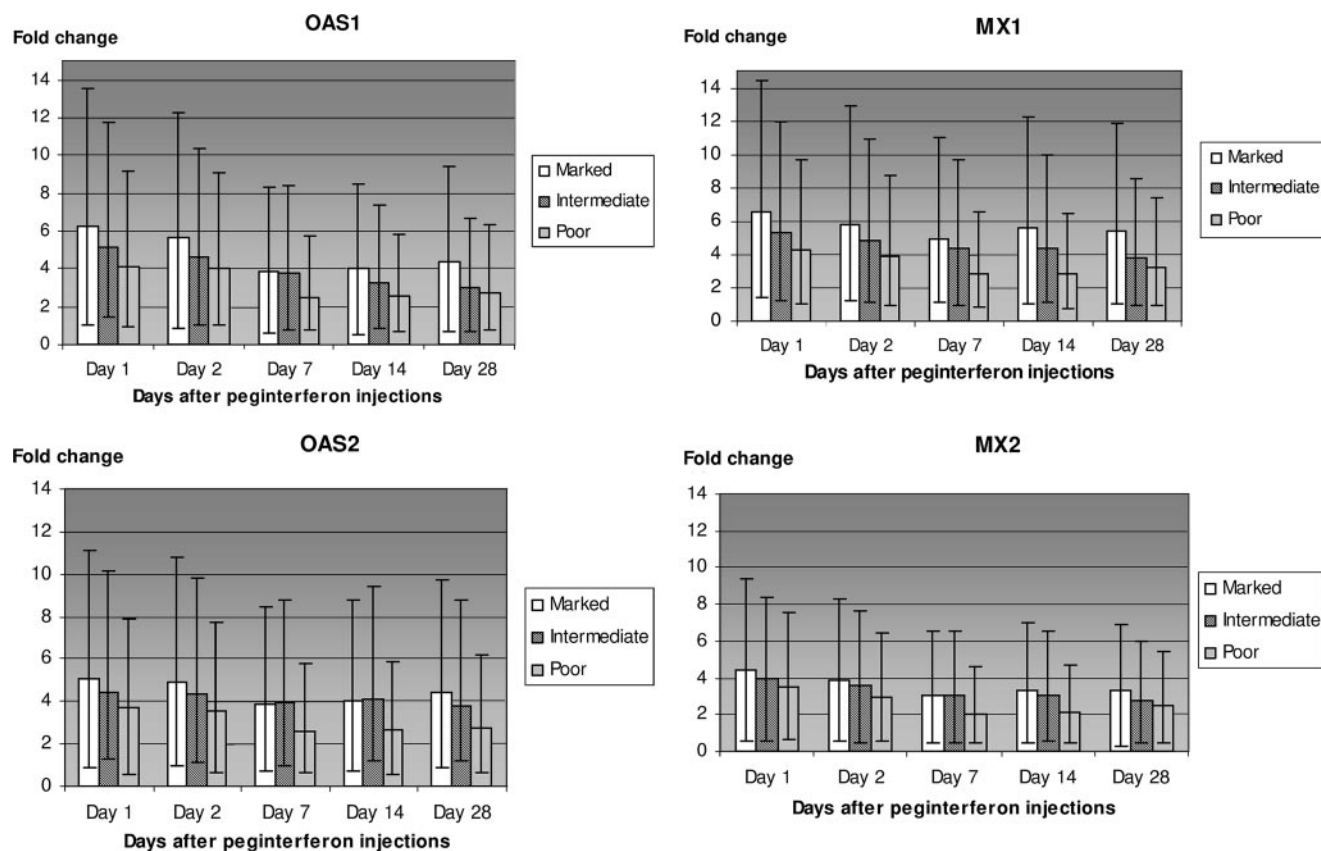 OAS1
Fold change
14
12
10
8
6
4
2
0
Day 1 Day 2 Day 7 Day 14 Day 28
Days after peginterferon injections
Marked
Intermediate
Poor
MX1
Fold change
14
12
10
8
6
4
2
0
Day 1 Day 2 Day 7 Day 14 Day 28
Days after peginterferon injections
Marked
Intermediate
Poor
OAS2
Fold change
14
12
10
8
6
4
2
0
Day 1 Day 2 Day 7 Day 14 Day 28
Days after peginterferon injections
Marked
Intermediate
Poor
MX2
Fold change
14
12
10
8
6
4
2
0
Day 1 Day 2 Day 7 Day 14 Day 28
Days after peginterferon injections
Marked
Intermediate
Poor